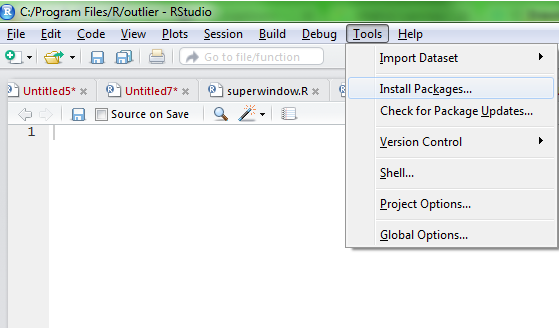 C:/Program Files/R/outlier - RStudio
File Edit Code View Plots Session Build Debug Tools Help
Go to file/function
Import Dataset
Untitled5* × Untitled7* × superwindow.R ×
Install Packages...
Source on Save
Check for Package Updates...
1
Version Control
Shell...
Project Options...
Global Options...